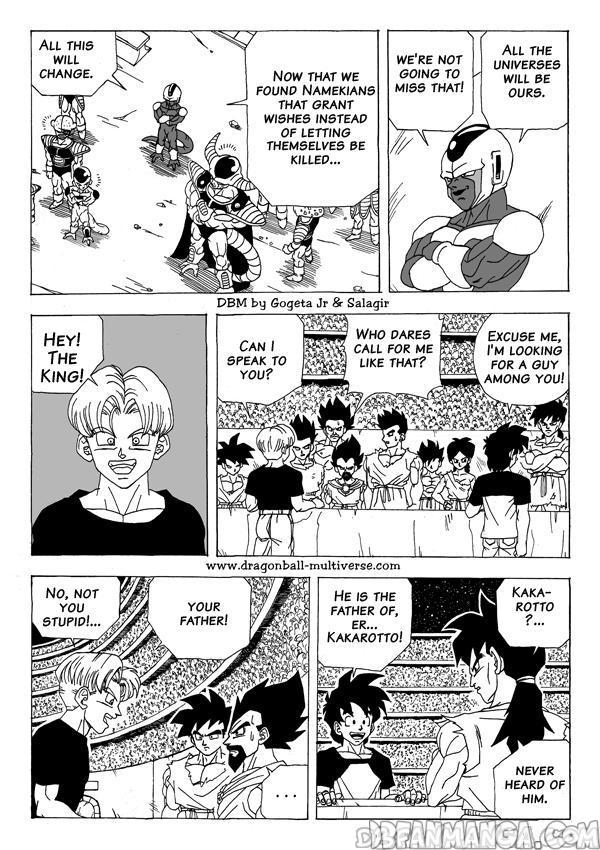 ALL THIS
WILL
CHANGE.
NOW THAT WE
FOUND NAMEKIANS
THAT GRANT
WISHES INSTEAD
OF LETTING
THEMSELVES BE
KILLED...
WE'RE NOT
GOING TO
MISS THAT!
ALL THE
UNIVERSES
WILL BE
OURS.
DBM BY GOGETA JR & SALAGIR
HEY!
THE
KING!
CAN I
SPEAK TO
YOU?
WHO DARES
CALL FOR ME
LIKE THAT?
EXCUSE ME,
I'M LOOKING
FOR A GUY
AMONG YOU!
www.dragonball-multiverse.com
NO, NOT
YOU
STUPID!...
YOUR
FATHER!
...
HE IS THE
FATHER OF,
ER...
KAKAROTTO!
KAKA-
ROTTO
?...
NEVER
HEARD OF
HIM.
DBFANMANGA.COM